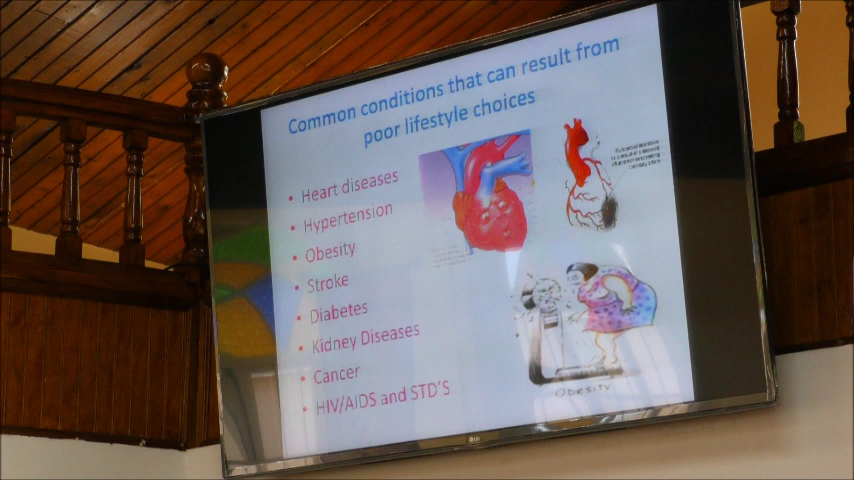 Common conditions that can result from
poor lifestyle choices
• Heart diseases
• Hypertension
• Obesity
• Stroke
• Diabetes
• Kidney Diseases
• Cancer
• HIV/AIDS and STD'S
Obesity
LG